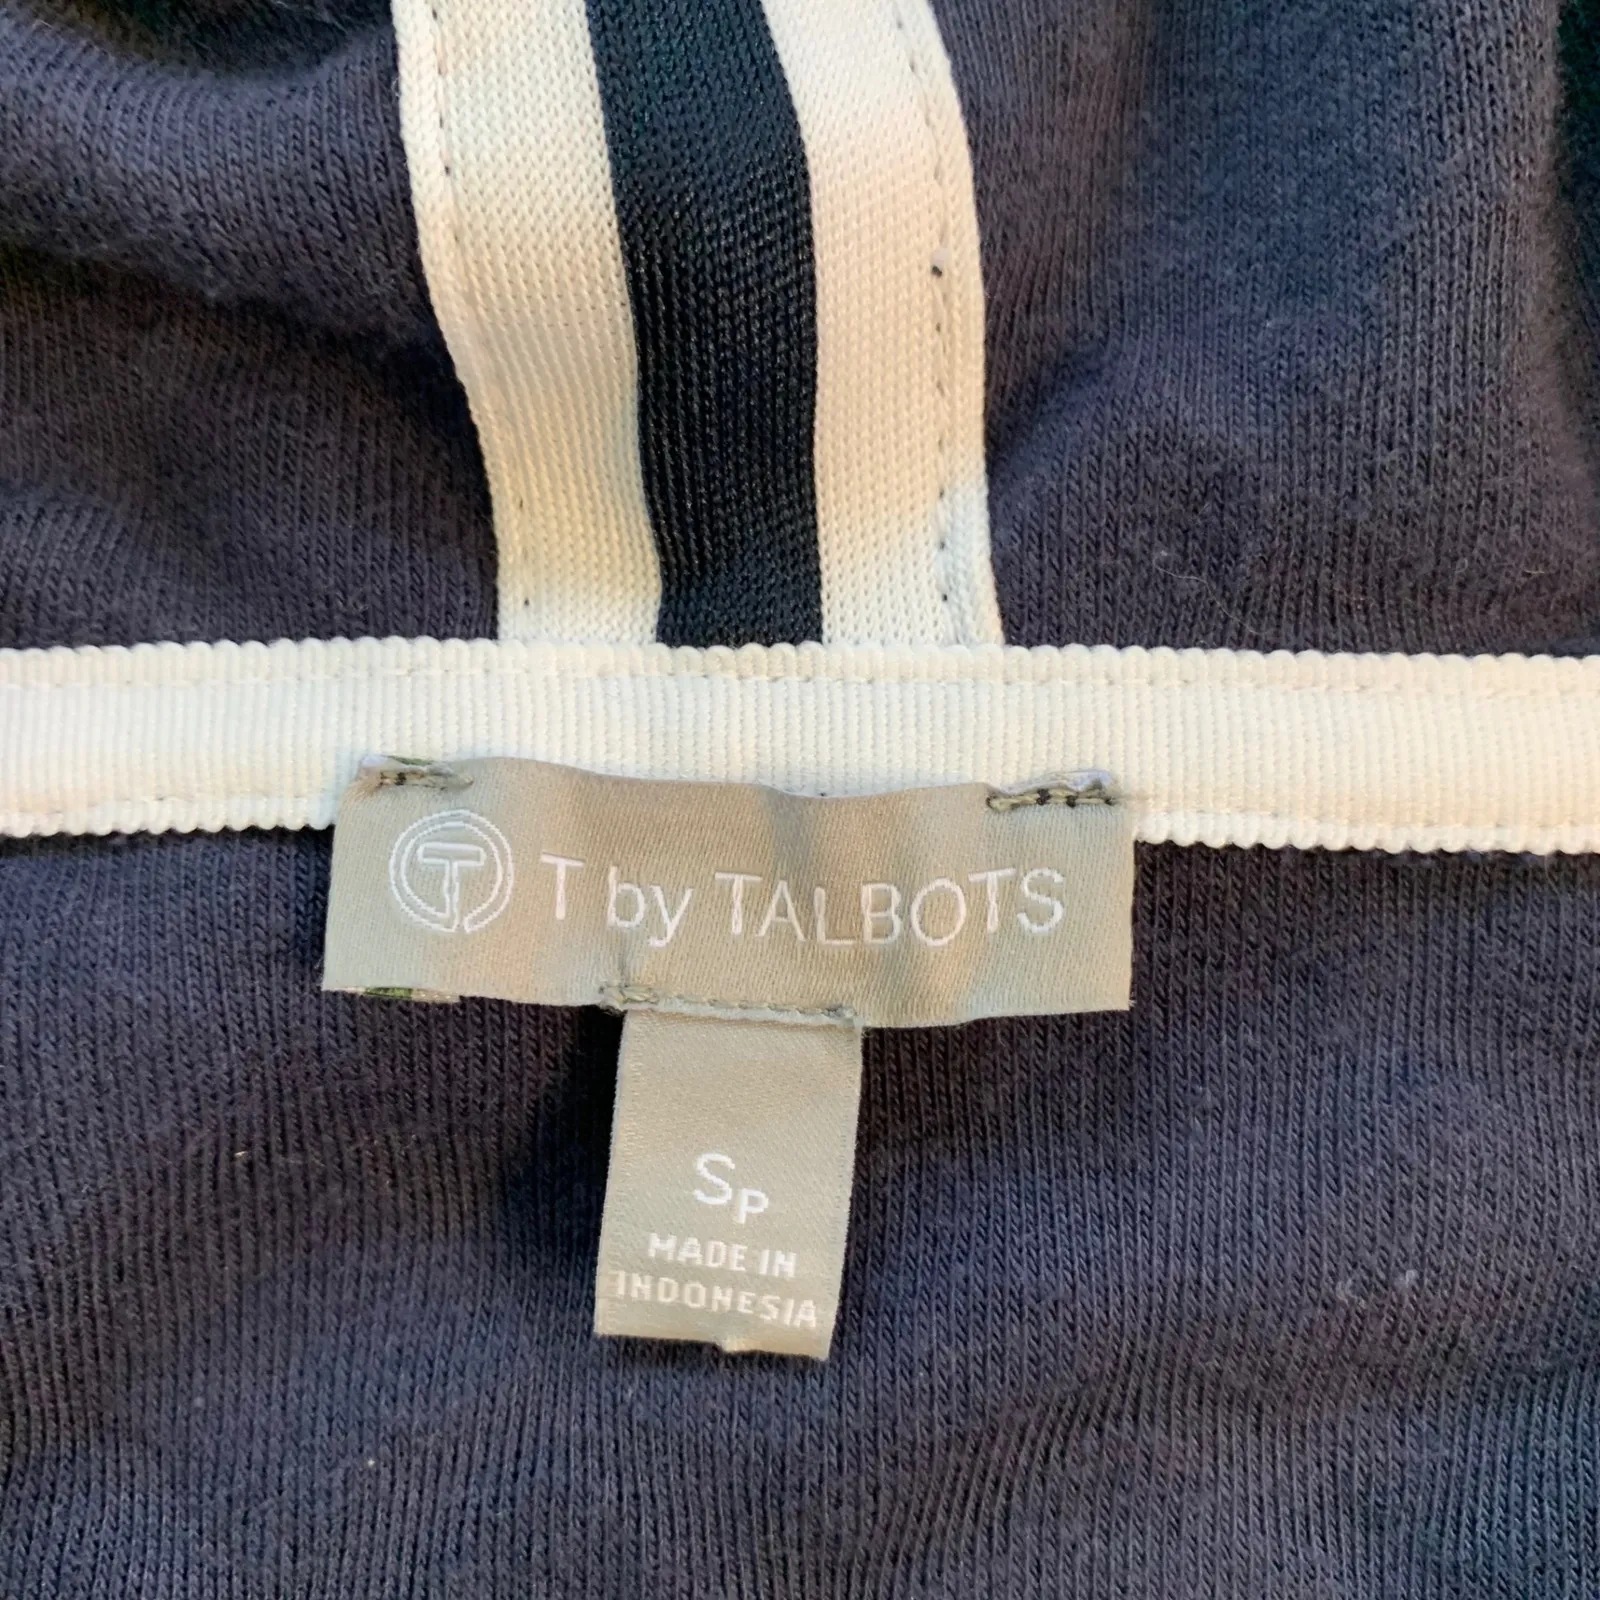 T T by TALBOTS
SP
MADE IN
INDONESIA